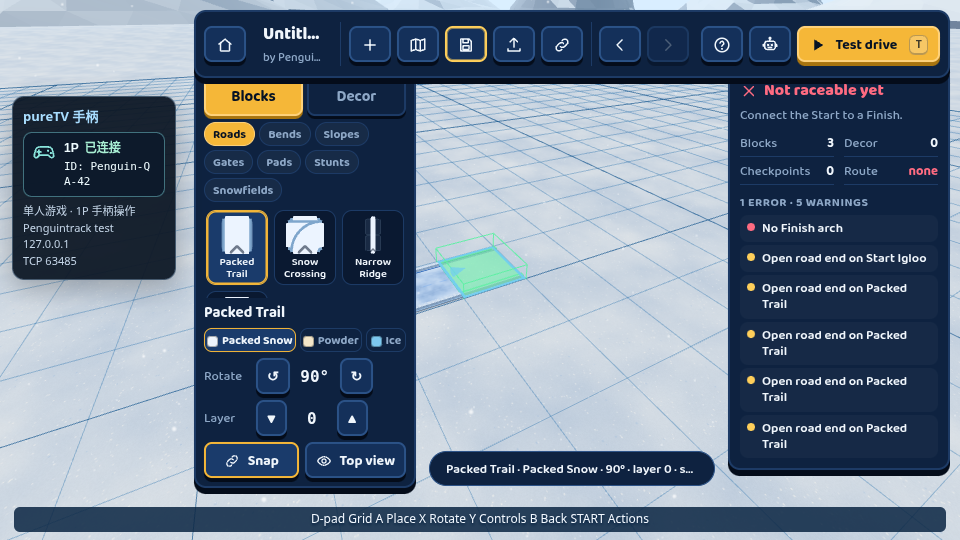 Untitl...
by Pengui...
Test drive
T
pureTV 手柄
1P 已连接
ID: Penguin-Q
A-42
单人游戏 · 1P 手柄操作
Penguintrack test
127.0.0.1
TCP 63485
Blocks
Decor
Roads
Bends
Slopes
Gates
Pads
Stunts
Snowfields
Packed
Trail
Snow
Crossing
Narrow
Ridge
Packed Trail
Packed Snow
Powder
Ice
Rotate
90°
Layer
0
Snap
Top view
Not raceable yet
Connect the Start to a Finish.
Blocks 3
Decor 0
Checkpoints 0
Route none
1 ERROR · 5 WARNINGS
No Finish arch
Open road end on Start Igloo
Open road end on Packed
Trail
Open road end on Packed
Trail
Open road end on Packed
Trail
Open road end on Packed
Trail
Packed Trail · Packed Snow · 90° · layer 0 · s...
D-pad Grid A Place X Rotate Y Controls B Back START Actions